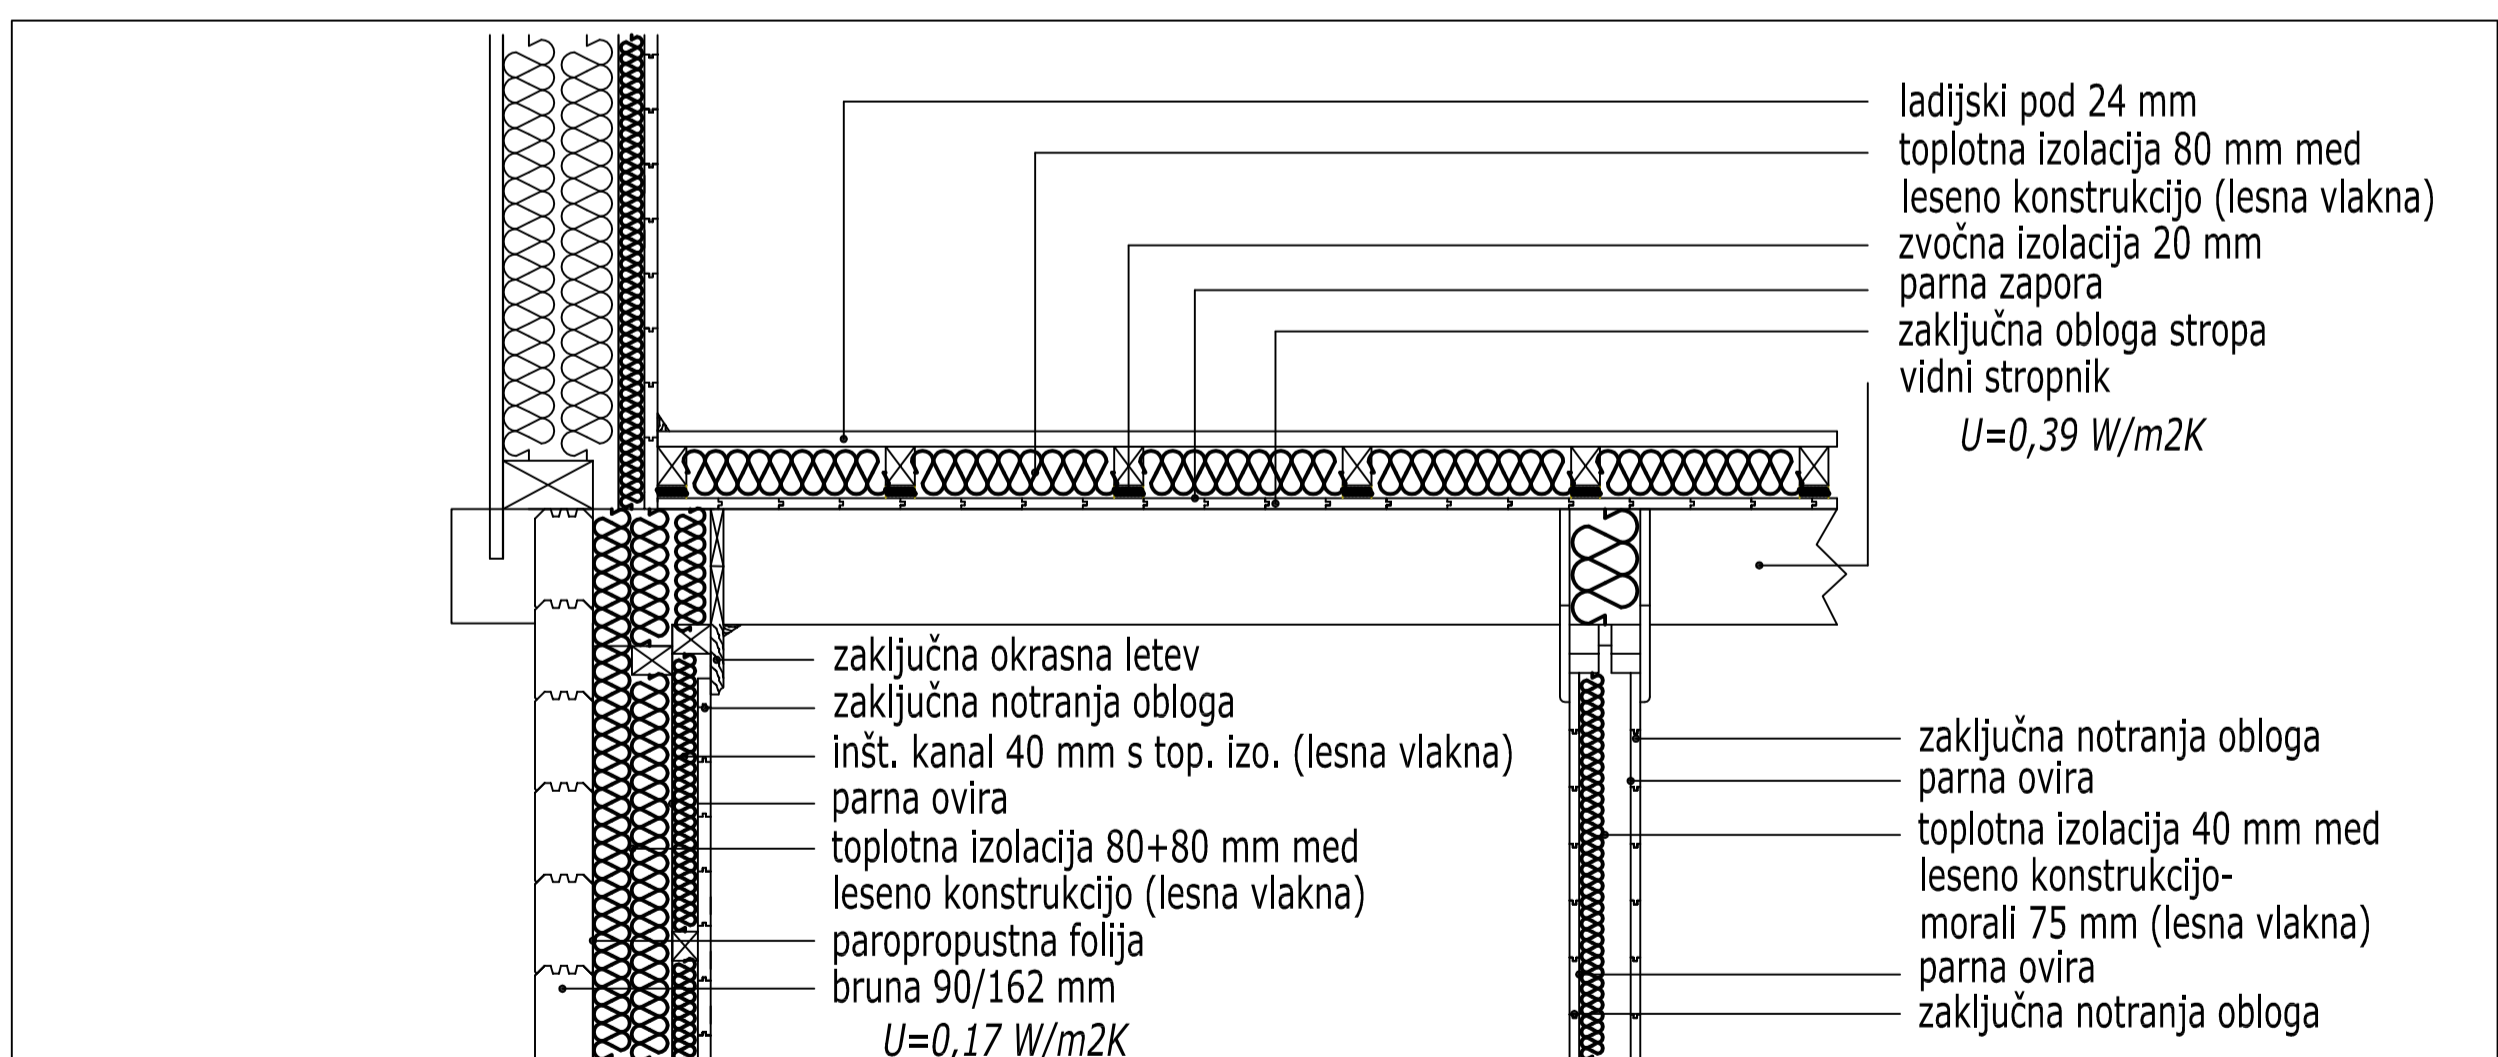 ladijski pod 24 mm
toplotna izolacija 80 mm med
leseno konstrukcijo (lesna vlakna)
zvočna izolacija 20 mm
parna zapora
zaključna obloga stropa
vidni stropnik
U=0,39 W/m2K
zaključna okrasna letev
zaključna notranja obloga
inšt. kanal 40 mm s top. izo. (lesna vlakna)
parna ovira
toplotna izolacija 80+80 mm med
leseno konstrukcijo (lesna vlakna)
paropropustna folija
bruna 90/162 mm
U=0,17 W/m2K
zaključna notranja obloga
parna ovira
toplotna izolacija 40 mm med
leseno konstrukcijo-
morali 75 mm (lesna vlakna)
parna ovira
zaključna notranja obloga